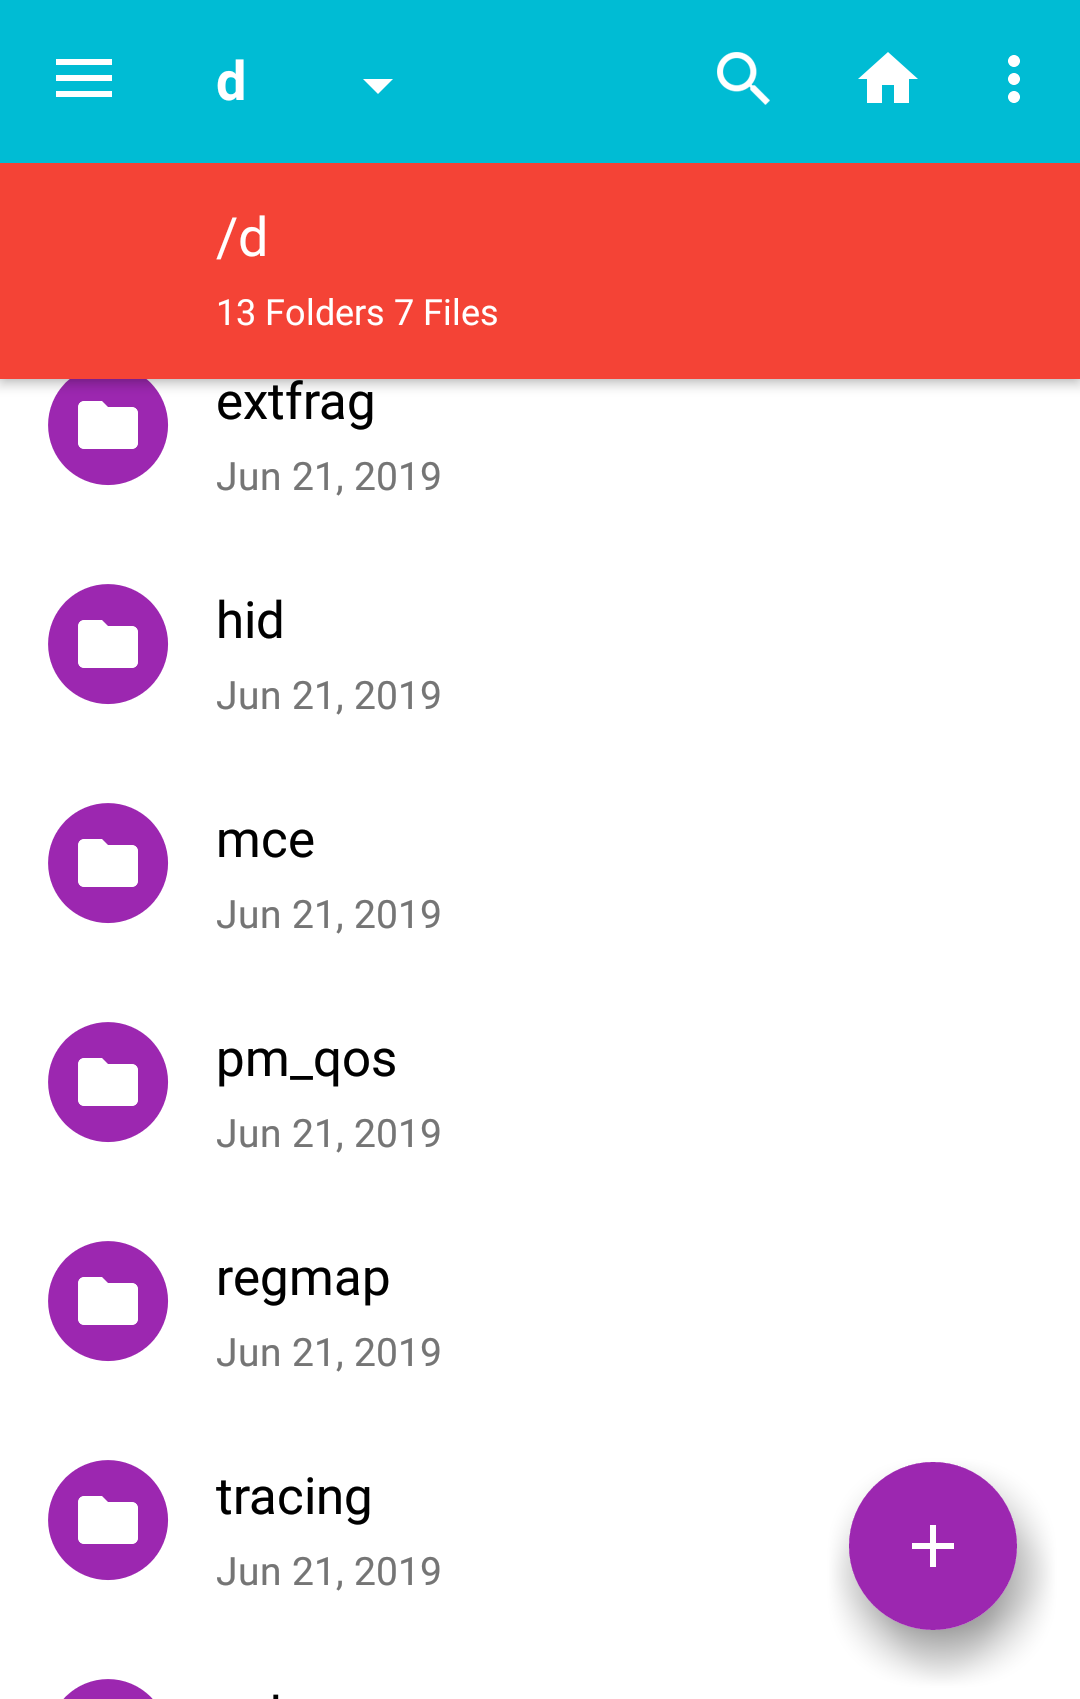 d
/d
13 Folders 7 Files
extfrag
Jun 21, 2019
hid
Jun 21, 2019
mce
Jun 21, 2019
pm_qos
Jun 21, 2019
regmap
Jun 21, 2019
tracing
Jun 21, 2019